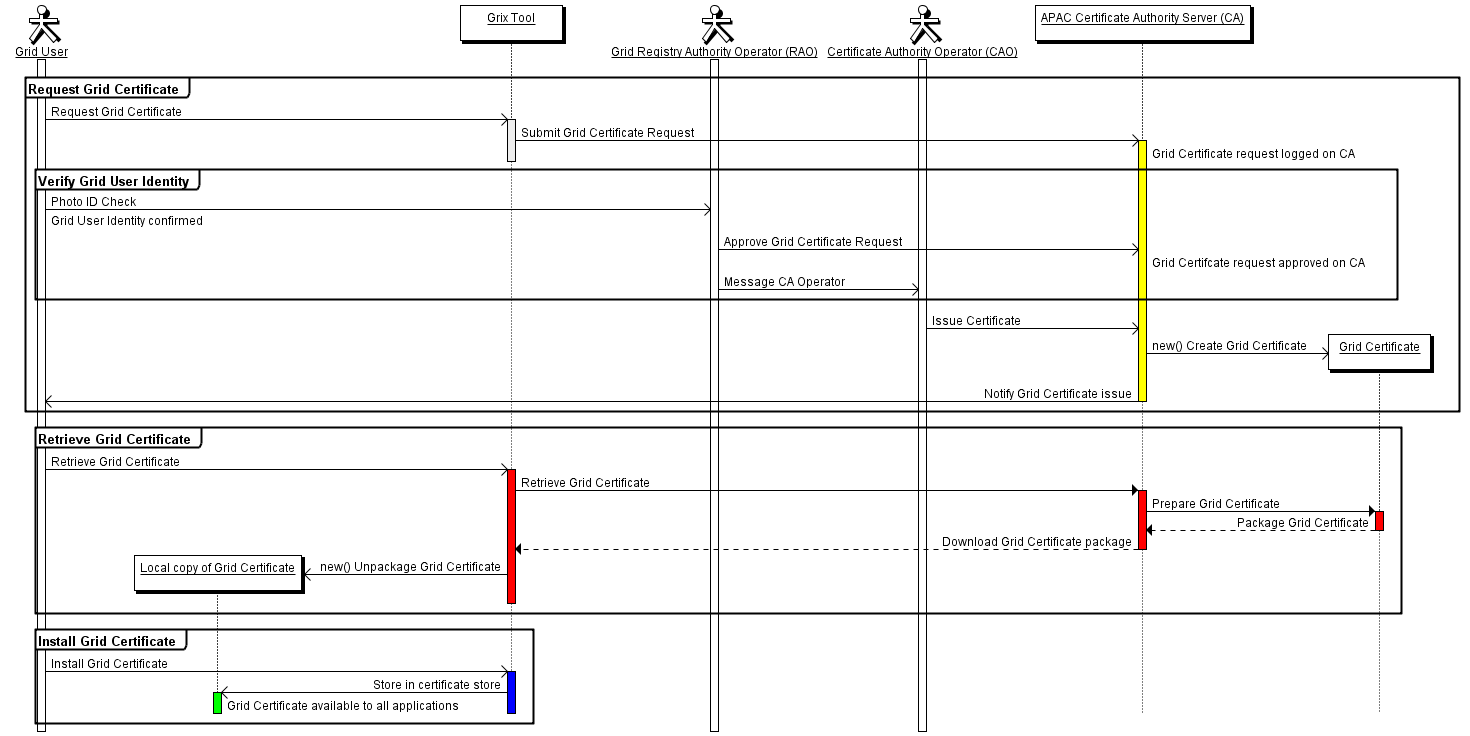 Grid User
Grix Tool
Grid Registry Authority Operator (RAO)
Certificate Authority Operator (CAO)
APAC Certificate Authority Server (CA)
Request Grid Certificate
Request Grid Certificate
Submit Grid Certificate Request
Grid Certificate request logged on CA
Verify Grid User Identity
Photo ID Check
Grid User Identity confirmed
Approve Grid Certificate Request
Grid Certifcate request approved on CA
Message CA Operator
Issue Certificate
new() Create Grid Certificate
Grid Certificate
Notify Grid Certificate issue
Retrieve Grid Certificate
Retrieve Grid Certificate
Retrieve Grid Certificate
Prepare Grid Certificate
Package Grid Certificate
Download Grid Certificate package
Local copy of Grid Certificate
new() Unpackage Grid Certificate
Install Grid Certificate
Install Grid Certificate
Store in certificate store
Grid Certificate available to all applications